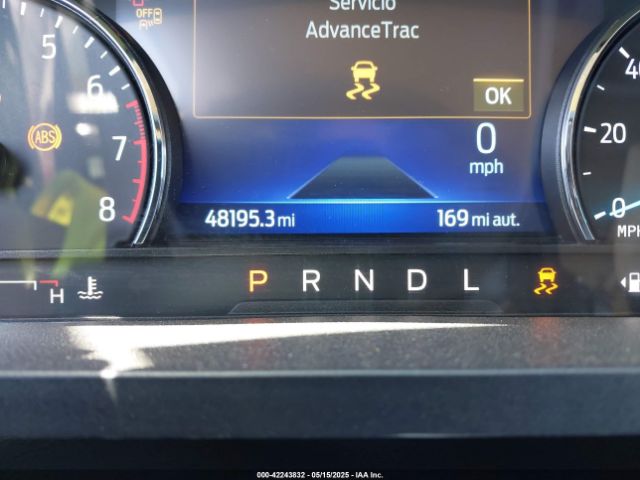 Servicio
AdvanceTrac
OFF
OK
5
6
7
8
ABS
0
mph
40
20
0
MPH
48195.3 mi
169 mi aut.
H
P R N D L
000-42243832 - 05/15/2025 - IAA Inc.